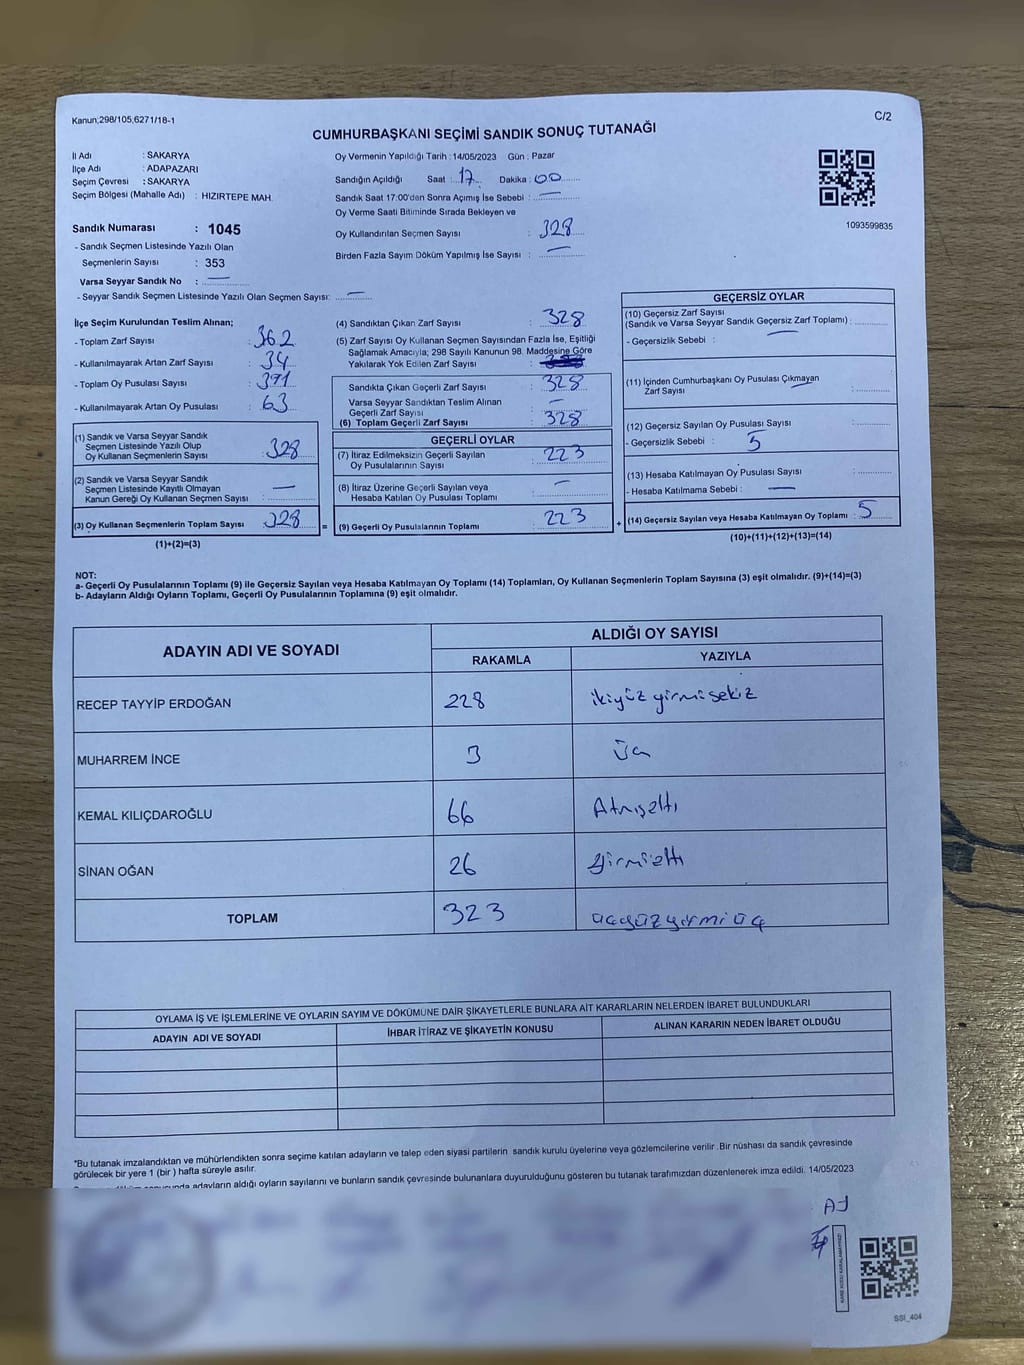 Kanun;298/105,6271/18-1
C/2
CUMHURBAŞKANI SEÇİMİ SANDIK SONUÇ TUTANAĞI
İl Adı : SAKARYA
İlçe Adı : ADAPAZARI
Seçim Çevresi : SAKARYA
Seçim Bölgesi (Mahalle Adı) : HIZIRTEPE MAH.
Sandık Numarası : 1045
- Sandık Seçmen Listesinde Yazılı Olan
Seçmenlerin Sayısı : 353
Varsa Seyyar Sandık No : —
- Seyyar Sandık Seçmen Listesinde Yazılı Olan Seçmen Sayısı: —
Oy Vermenin Yapıldığı Tarih : 14/05/2023 Gün : Pazar
Sandığın Açıldığı Saat : 17 Dakika : 00
Sandık Saat 17:00'den Sonra Açımış İse Sebebi : —
Oy Verme Saati Bitiminde Sırada Bekleyen ve
Oy Kullandırılan Seçmen Sayısı : 328
Birden Fazla Sayım Döküm Yapılmış İse Sayısı : —
1093599835
İlçe Seçim Kurulundan Teslim Alınan;
- Toplam Zarf Sayısı : 362
- Kullanılmayarak Artan Zarf Sayısı : 34
- Toplam Oy Pusulası Sayısı : 391
- Kullanılmayarak Artan Oy Pusulası : 63
(1) Sandık ve Varsa Seyyar Sandık
Seçmen Listesinde Yazılı Olup
Oy Kullanan Seçmenlerin Sayısı : 328
(2) Sandık ve Varsa Seyyar Sandık
Seçmen Listesinde Kayıtlı Olmayan
Kanun Gereği Oy Kullanan Seçmen Sayısı : —
(3) Oy Kullanan Seçmenlerin Toplam Sayısı 328 =
(1)+(2)=(3)
(4) Sandıktan Çıkan Zarf Sayısı : 328
(5) Zarf Sayısı Oy Kullanan Seçmen Sayısından Fazla İse, Eşitliği
Sağlamak Amacıyla; 298 Sayılı Kanunun 98. Maddesine Göre
Yakılarak Yok Edilen Zarf Sayısı :
Sandıkta Çıkan Geçerli Zarf Sayısı : 328
Varsa Seyyar Sandıktan Teslim Alınan
Geçerli Zarf Sayısı : —
(6) Toplam Geçerli Zarf Sayısı : 328
GEÇERLİ OYLAR
(7) İtiraz Edilmeksizin Geçerli Sayılan
Oy Pusulalarının Sayısı : 223
(8) İtiraz Üzerine Geçerli Sayılan veya
Hesaba Katılan Oy Pusulası Toplamı : —
(9) Geçerli Oy Pusulalarının Toplamı : 223 +
GEÇERSİZ OYLAR
(10) Geçersiz Zarf Sayısı
(Sandık ve Varsa Seyyar Sandık Geçersiz Zarf Toplamı) :
- Geçersizlik Sebebi : —
(11) İçinden Cumhurbaşkanı Oy Pusulası Çıkmayan
Zarf Sayısı :
(12) Geçersiz Sayılan Oy Pusulası Sayısı :
- Geçersizlik Sebebi : 5
(13) Hesaba Katılmayan Oy Pusulası Sayısı :
- Hesaba Katılmama Sebebi : —
(14) Geçersiz Sayılan veya Hesaba Katılmayan Oy Toplamı : 5
(10)+(11)+(12)+(13)=(14)
NOT:
a- Geçerli Oy Pusulalarının Toplamı (9) ile Geçersiz Sayılan veya Hesaba Katılmayan Oy Toplamı (14) Toplamları, Oy Kullanan Seçmenlerin Toplam Sayısına (3) eşit olmalıdır. (9)+(14)=(3)
b- Adayların Aldığı Oyların Toplamı, Geçerli Oy Pusulalarının Toplamına (9) eşit olmalıdır.
ADAYIN ADI VE SOYADI ALDIĞI OY SAYISI
RAKAMLA YAZIYLA
RECEP TAYYİP ERDOĞAN 228 ikiyüz yirmisekiz
MUHARREM İNCE 3 üç
KEMAL KILIÇDAROĞLU 66 Atmışaltı
SİNAN OĞAN 26 yirmialtı
TOPLAM 323 üçyüzyirmi üç
OYLAMA İŞ VE İŞLEMLERİNE VE OYLARIN SAYIM VE DÖKÜMÜNE DAİR ŞİKAYETLERLE BUNLARA AİT KARARLARIN NELERDEN İBARET BULUNDUKLARI
ADAYIN ADI VE SOYADI İHBAR İTİRAZ VE ŞİKAYETİN KONUSU ALINAN KARARIN NEDEN İBARET OLDUĞU
*Bu tutanak imzalandıktan ve mühürlendikten sonra seçime katılan adayların ve talep eden siyasi partilerin sandık kurulu üyelerine veya gözlemcilerine verilir. Bir nüshası da sandık çevresinde
görülecek bir yere 1 (bir ) hafta süreyle asılır.
adayların aldığı oyların sayılarını ve bunların sandık çevresinde bulunanlara duyurulduğunu gösteren bu tutanak tarafımızdan düzenlenerek imza edildi. 14/05/2023
SSI_404